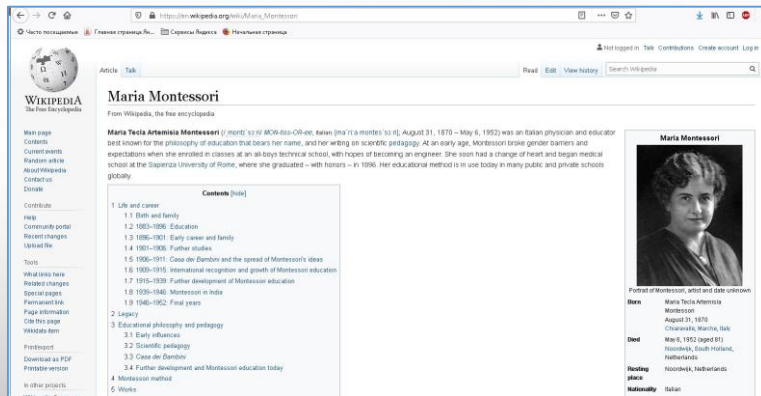 https://en.wikipedia.org/wiki/Maria_Montessori
Часто посещаемые
Главная страница Ян...
Сервисы Яндекса
Начальная страница
Not logged in Talk Contributions Create account Log in
Article Talk
Read Edit View history Search Wikipedia
WIKIPEDIA
The Free Encyclopedia
Main page
Contents
Current events
Random article
About Wikipedia
Contact us
Donate
Contribute
Help
Community portal
Recent changes
Upload file
Tools
What links here
Related changes
Special pages
Permanent link
Page information
Cite this page
Wikidata item
Print/export
Download as PDF
Printable version
In other projects
Maria Montessori
From Wikipedia, the free encyclopedia
Maria Tecla Artemisia Montessori ( MON-tiss-OR-ee, Italian August 31, 1870 – May 6, 1952) was an Italian physician and educator
best known for the philosophy of education that bears her name, and her writing on scientific pedagogy. At an early age, Montessori broke gender barriers and
expectations when she enrolled in classes at an all-boys technical school, with hopes of becoming an engineer. She soon had a change of heart and began medical
school at the Sapienza University of Rome, where she graduated – with honors – in 1896. Her educational method is in use today in many public and private schools
globally.
Contents [hide]
1 Life and career
1.1 Birth and family
1.2 1883–1896: Education
1.3 1896–1901: Early career and family
1.4 1901–1906: Further studies
1.5 1906–1911: Casa dei Bambini and the spread of Montessori's ideas
1.6 1909–1915: International recognition and growth of Montessori education
1.7 1915–1939: Further development of Montessori education
1.8 1939–1946: Montessori in India
1.9 1946–1952: Final years
2 Legacy
3 Educational philosophy and pedagogy
3.1 Early influences
3.2 Scientific pedagogy
3.3 Casa dei Bambini
3.4 Further development and Montessori education today
4 Montessori method
5 Works
Maria Montessori
Portrait of Montessori, artist and date unknown
Born Maria Tecla Artemisia
Montessori
August 31, 1870
Chiaravalle, Marche, Italy
Died May 6, 1952 (aged 81)
Noordwijk, South Holland,
Netherlands
Resting Noordwijk, Netherlands
place
Nationality Italian